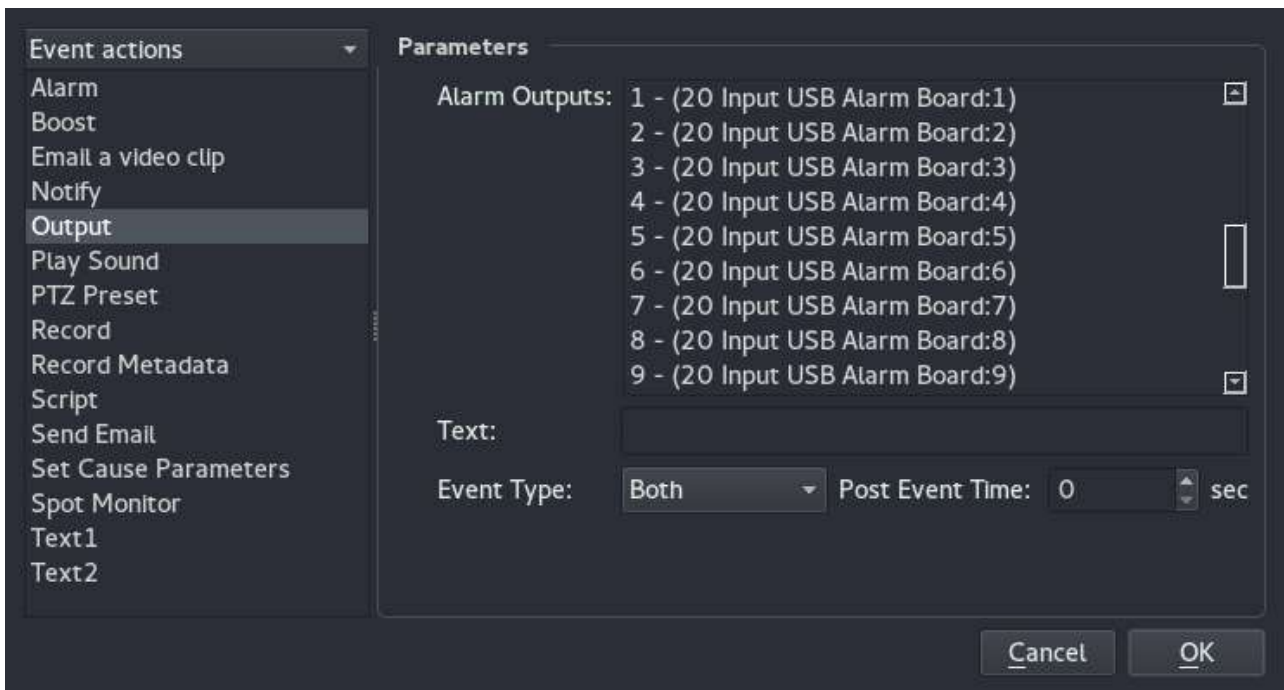 Event actions
Alarm
Boost
Email a video clip
Notify
Output
Play Sound
PTZ Preset
Record
Record Metadata
Script
Send Email
Set Cause Parameters
Spot Monitor
Text1
Text2
Parameters
Alarm Outputs:
1 - (20 Input USB Alarm Board:1)
2 - (20 Input USB Alarm Board:2)
3 - (20 Input USB Alarm Board:3)
4 - (20 Input USB Alarm Board:4)
5 - (20 Input USB Alarm Board:5)
6 - (20 Input USB Alarm Board:6)
7 - (20 Input USB Alarm Board:7)
8 - (20 Input USB Alarm Board:8)
9 - (20 Input USB Alarm Board:9)
Text:
Event Type: Both Post Event Time: 0 sec
Cancel OK